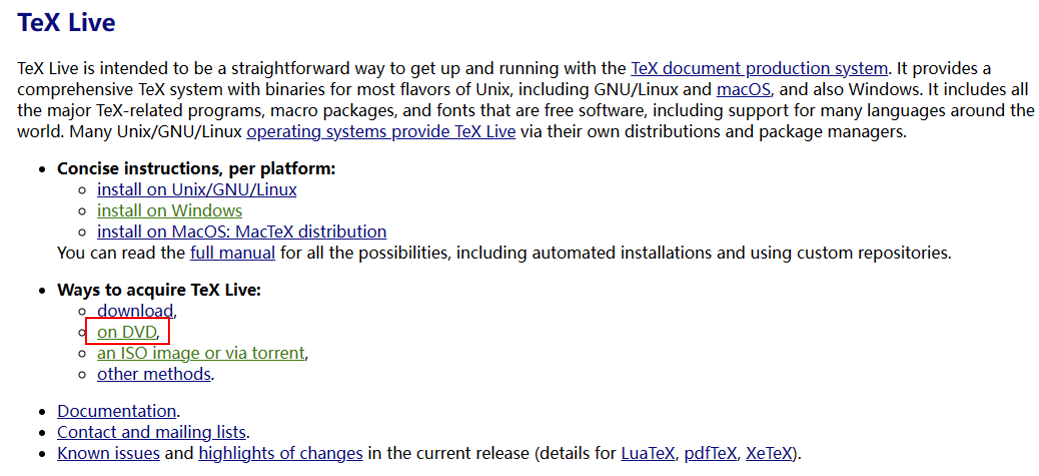 TeX Live
TeX Live is intended to be a straightforward way to get up and running with the TeX document production system. It provides a
comprehensive TeX system with binaries for most flavors of Unix, including GNU/Linux and macOS, and also Windows. It includes all
the major TeX-related programs, macro packages, and fonts that are free software, including support for many languages around the
world. Many Unix/GNU/Linux operating systems provide TeX Live via their own distributions and package managers.
• Concise instructions, per platform:
◦ install on Unix/GNU/Linux
◦ install on Windows
◦ install on MacOS: MacTeX distribution
You can read the full manual for all the possibilities, including automated installations and using custom repositories.
• Ways to acquire TeX Live:
◦ download,
◦ on DVD,
◦ an ISO image or via torrent,
◦ other methods.
• Documentation.
• Contact and mailing lists.
• Known issues and highlights of changes in the current release (details for LuaTeX, pdfTeX, XeTeX).